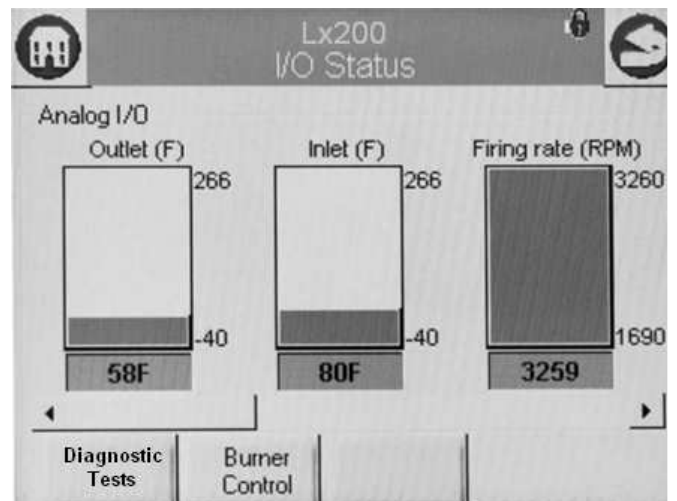 Lx200
I/O Status
Analog I/O
Outlet (F)
266
-40
58F
Inlet (F)
266
-40
80F
Firing rate (RPM)
3260
1690
3259
Diagnostic
Tests
Burner
Control